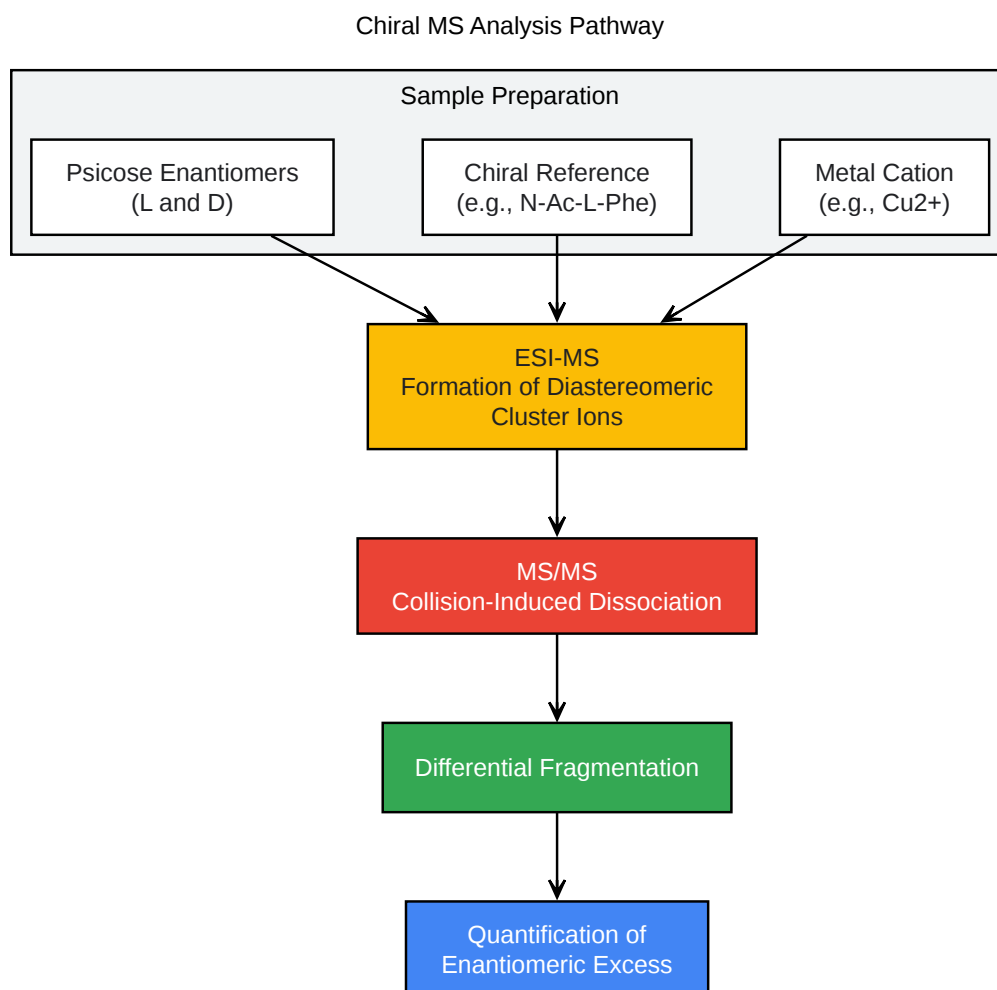 Chiral MS Analysis Pathway
Sample Preparation
Psicose Enantiomers
(L and D)
Chiral Reference
(e.g., N-Ac-L-Phe)
Metal Cation
(e.g., Cu2+)
ESI-MS
Formation of Diastereomeric
Cluster Ions
MS/MS
Collision-Induced Dissociation
Differential Fragmentation
Quantification of
Enantiomeric Excess